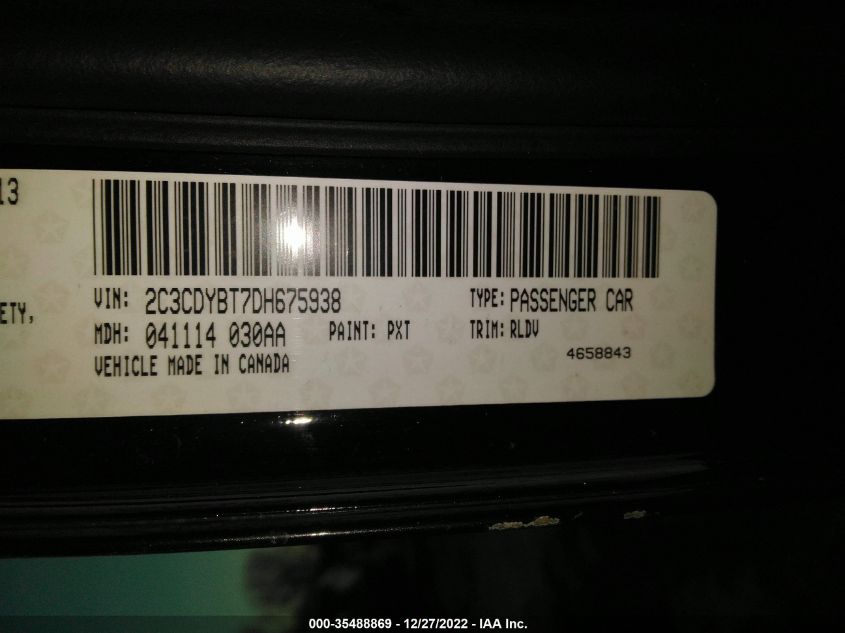 13
ETY,
VIN: 2C3CDYBT7DH675938 TYPE: PASSENGER CAR
MDH: 041114 030AA PAINT: PXT TRIM: RLDV
VEHICLE MADE IN CANADA 4658843
000-35488869 - 12/27/2022 - IAA Inc.